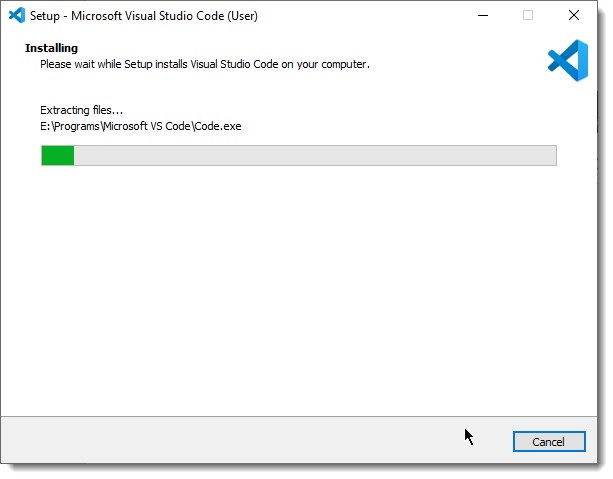 Setup - Microsoft Visual Studio Code (User)
Installing
Please wait while Setup installs Visual Studio Code on your computer.
Extracting files...
E:\Programs\Microsoft VS Code\Code.exe
Cancel